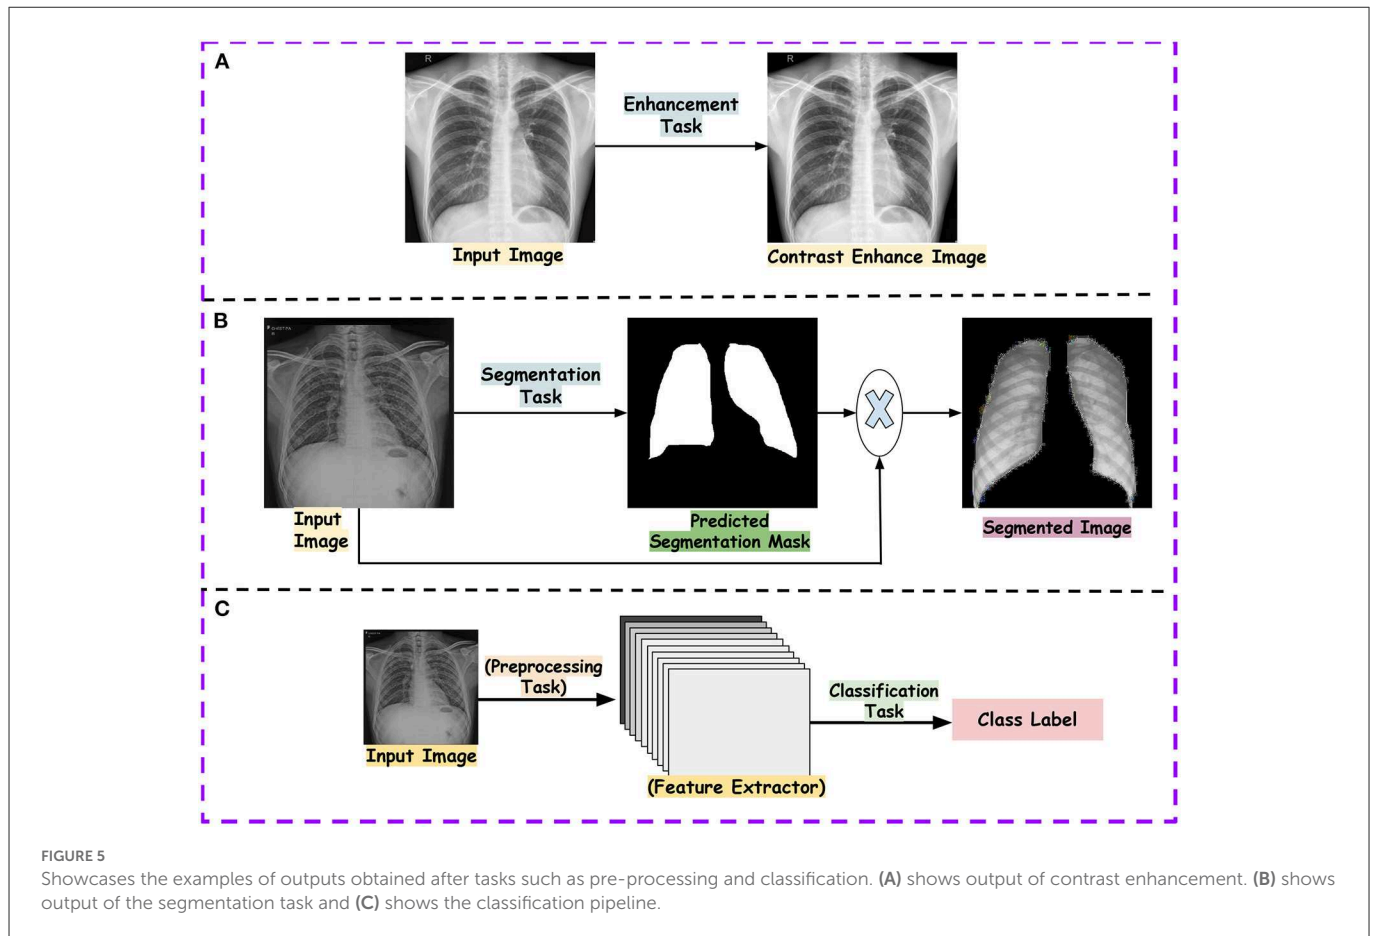 A
R
R
Enhancement
Task
Input Image
Contrast Enhance Image
B
Segmentation
Task
Input
Image
Predicted
Segmentation Mask
Segmented Image
C
(Preprocessing
Task)
Classification
Task
Class Label
Input Image
(Feature Extractor)
FIGURE 5
Showcases the examples of outputs obtained after tasks such as pre-processing and classification. (A) shows output of contrast enhancement. (B) shows
output of the segmentation task and (C) shows the classification pipeline.